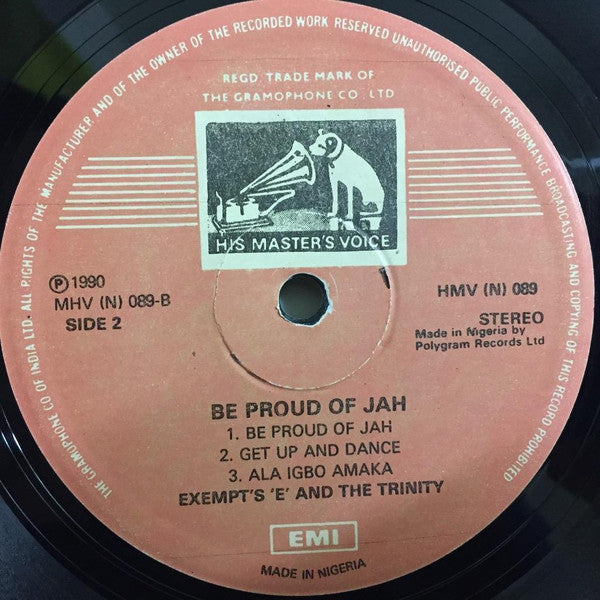 THE GRAMOPHONE CO OF INDIA LTD. ALL RIGHTS OF THE MANUFACTURER AND OF THE OWNER OF THE RECORDED WORK RESERVED UNAUTHORISED PUBLIC PERFORMANCE BROADCASTING AND COPYING OF THIS RECORD PROHIBITED
REGD. TRADE MARK OF
THE GRAMOPHONE CO. LTD
HIS MASTER'S VOICE
℗ 1990
MHV (N) 089-B
SIDE 2
HMV (N) 089
STEREO
Made in Nigeria by
Polygram Records Ltd
BE PROUD OF JAH
1. BE PROUD OF JAH
2. GET UP AND DANCE
3. ALA IGBO AMAKA
EXEMPT'S 'E' AND THE TRINITY
EMI
MADE IN NIGERIA